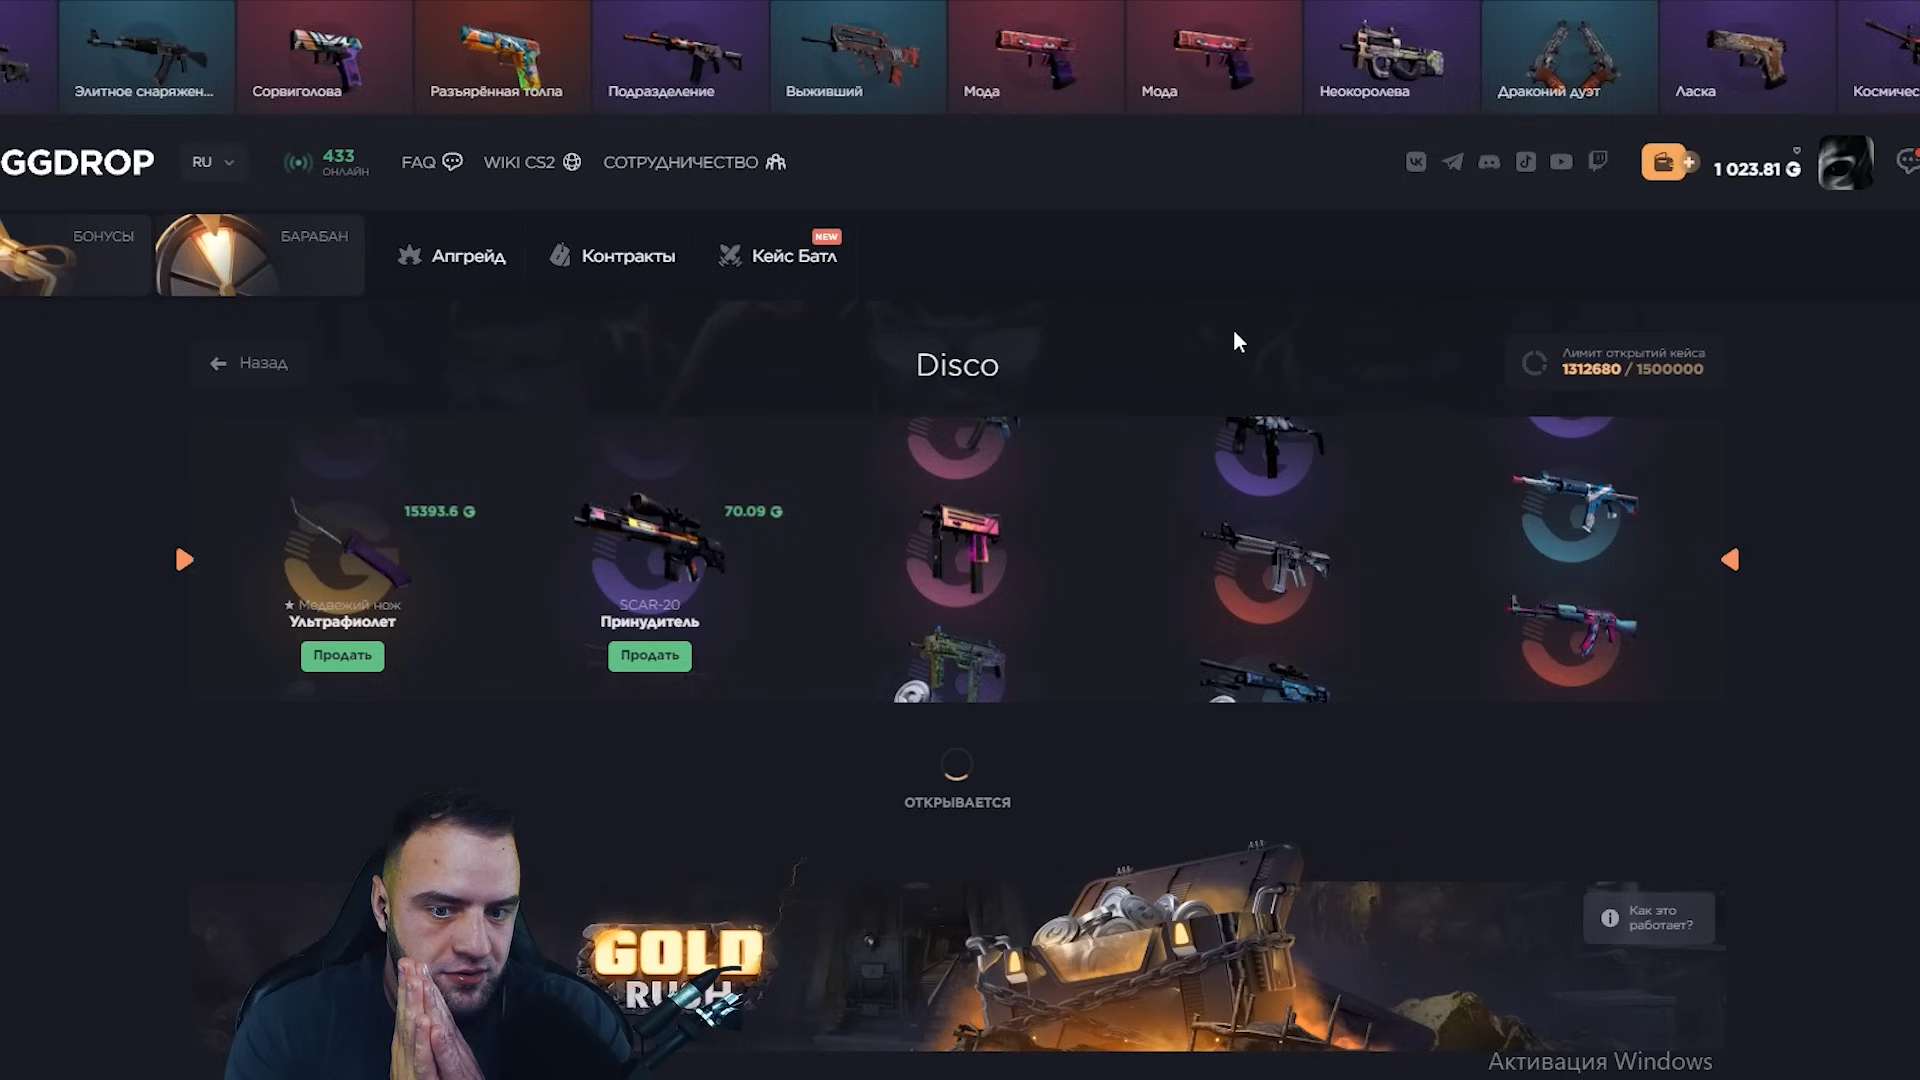 Элитное снаряжен...
Сорвиголова
Разъярённая толпа
Подразделение
Выживший
Мода
Мода
Неокоролева
Драконий дуэт
Ласка
Космичес
GGDROP
RU
433
ОНЛАЙН
FAQ
WIKI CS2
СОТРУДНИЧЕСТВО
1 023.81
БОНУСЫ
БАРАБАН
Апгрейд
Контракты
Кейс Батл
NEW
Назад
Disco
Лимит открытий кейса
1312680 / 1500000
15393.6
70.09
★ Медвежий нож
Ультрафиолет
Продать
SCAR-20
Принудитель
Продать
ОТКРЫВАЕТСЯ
GOLD
RUSH
Как это
работает?
Активация Windows